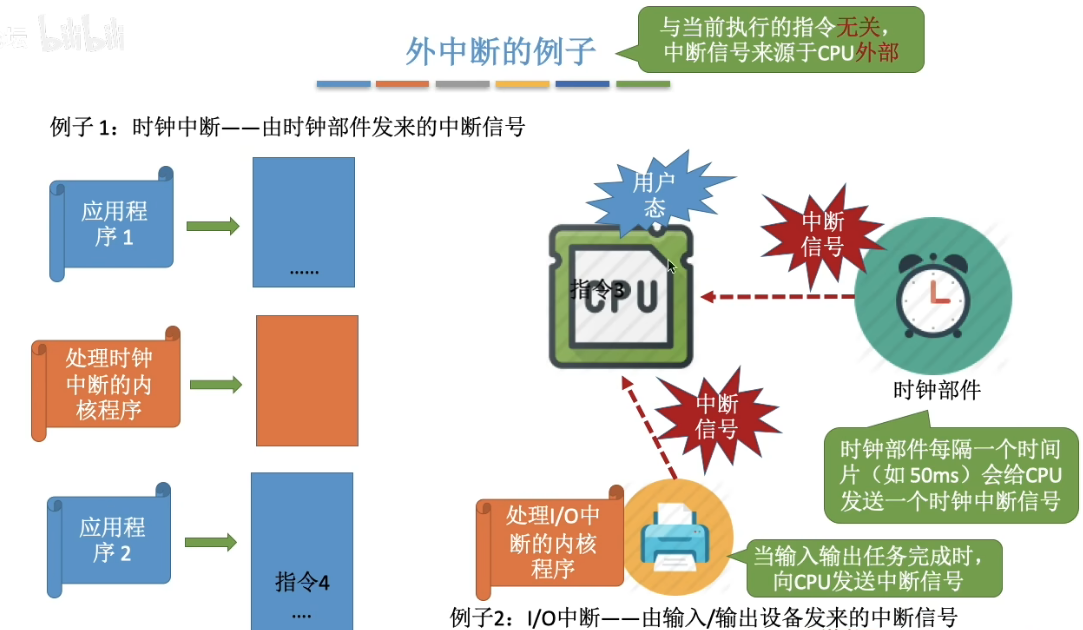 bilibili
外中断的例子
与当前执行的指令无关,
中断信号来源于CPU外部
例子 1：时钟中断——由时钟部件发来的中断信号
应用程
序 1
......
用户
态
中断
信号
指令3
CPU
时钟部件
处理时钟
中断的内
核程序
中断
信号
时钟部件每隔一个时间
片（如 50ms）会给CPU
发送一个时钟中断信号
应用程
序 2
指令4
....
处理I/O中
断的内核
程序
当输入输出任务完成时，
向CPU发送中断信号
例子2：I/O中断——由输入/输出设备发来的中断信号